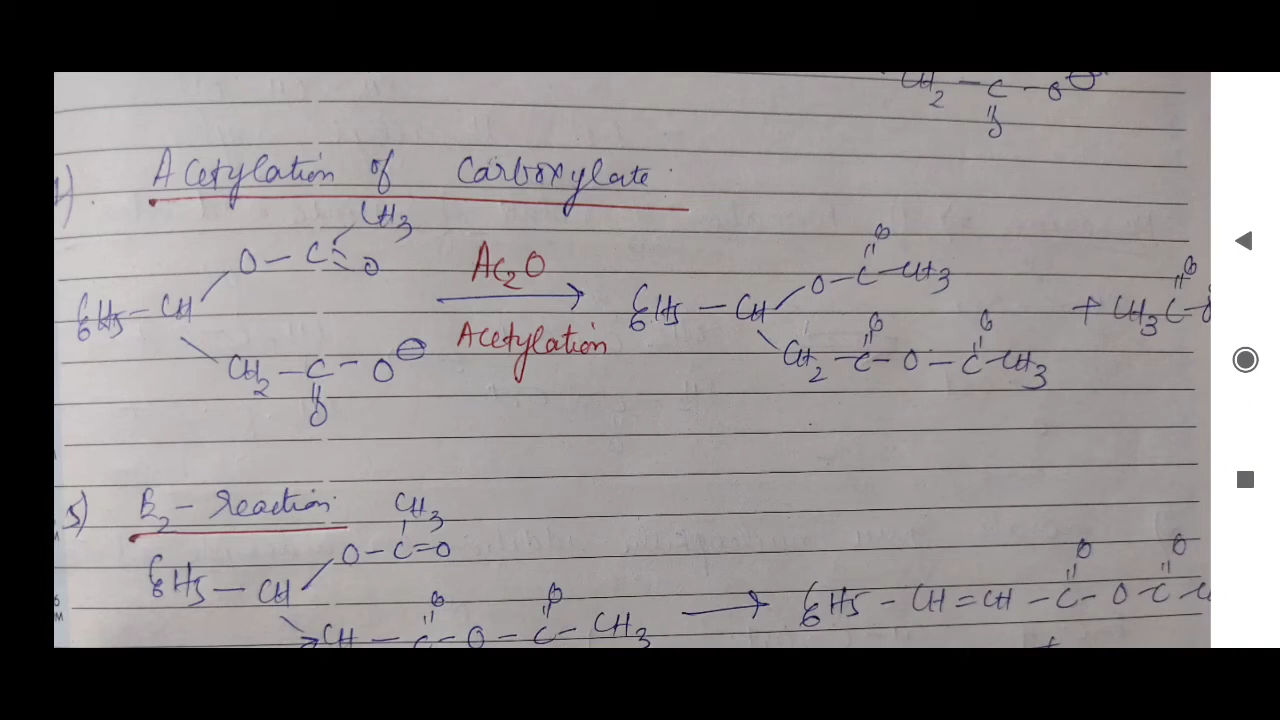 CH2 - C - O⊖
O
4) Acetylation of Carboxylate
CH3
O - C = O
C6H5 - CH
CH2 - C - O⊖
O
Ac2O
Acetylation
O
O - C - CH3
C6H5 - CH
O O
CH2 - C - O - C - CH3
+ CH3 C - O
O
5) E2 - reaction
CH3
O - C = O
C6H5 - CH
O O
CH - C - O - C - CH3
→ C6H5 - CH = CH - C - O - C - C
O O
+